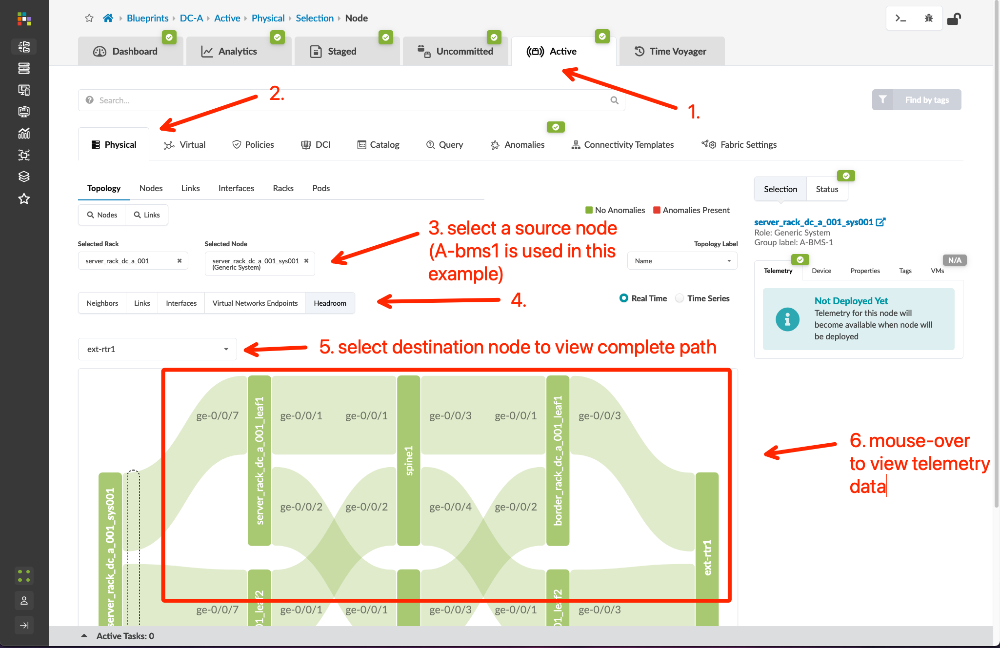 Blueprints DC-A Active Physical Selection Node
Dashboard Analytics Staged Uncommitted Active Time Voyager
1.
2.
Search...
Find by tags
Physical Virtual Policies DCI Catalog Query Anomalies Connectivity Templates Fabric Settings
Topology Nodes Links Interfaces Racks Pods
Selection Status
Nodes Links
No Anomalies Anomalies Present
server_rack_dc_a_001_sys001
Role: Generic System
Group label: A-BMS-1
3. select a source node
(A-bms1 is used in this
example)
Selected Rack Selected Node
server_rack_dc_a_001
server_rack_dc_a_001_sys001
(Generic System)
Topology Label
Name
N/A
Telemetry Device Properties Tags VMs
Not Deployed Yet
Telemetry for this node will
become available when node will
be deployed
Neighbors Links Interfaces Virtual Networks Endpoints Headroom
4.
Real Time Time Series
ext-rtr1
5. select destination node to view complete path
6. mouse-over
to view telemetry
data
server_rack_dc_a_001_sys001
server_rack_dc_a_001_leaf1
spine1
border_rack_dc_a_001_leaf1
ext-rtr1
ge-0/0/7 ge-0/0/1 ge-0/0/1 ge-0/0/3 ge-0/0/1 ge-0/0/3
ge-0/0/2 ge-0/0/2 ge-0/0/4 ge-0/0/2
01_leaf2
01_leaf2
ge-0/0/7 ge-0/0/1 ge-0/0/1 ge-0/0/3 ge-0/0/1 ge-0/0/3
Active Tasks: 0